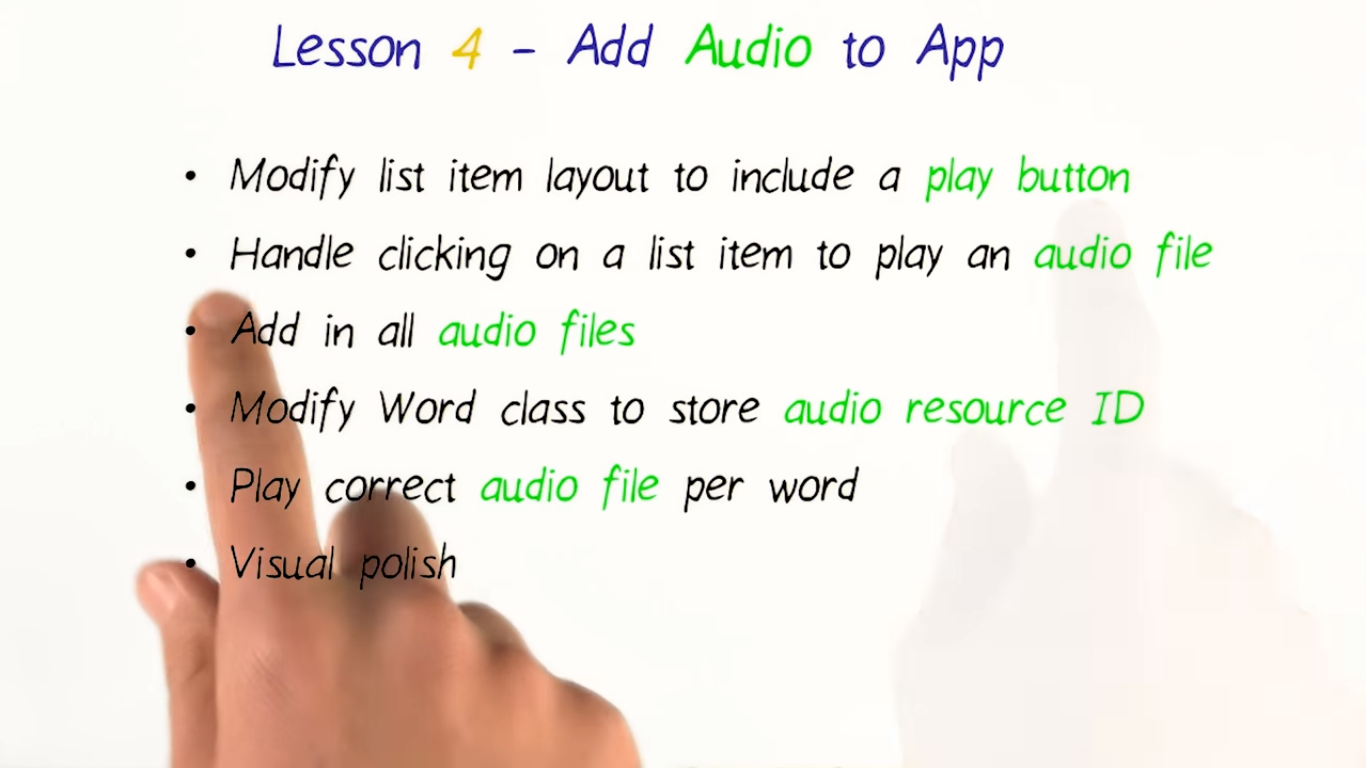 Lesson 4 - Add Audio to App
• Modify list item layout to include a play button
• Handle clicking on a list item to play an audio file
• Add in all audio files
• Modify Word class to store audio resource ID
• Play correct audio file per word
• Visual polish